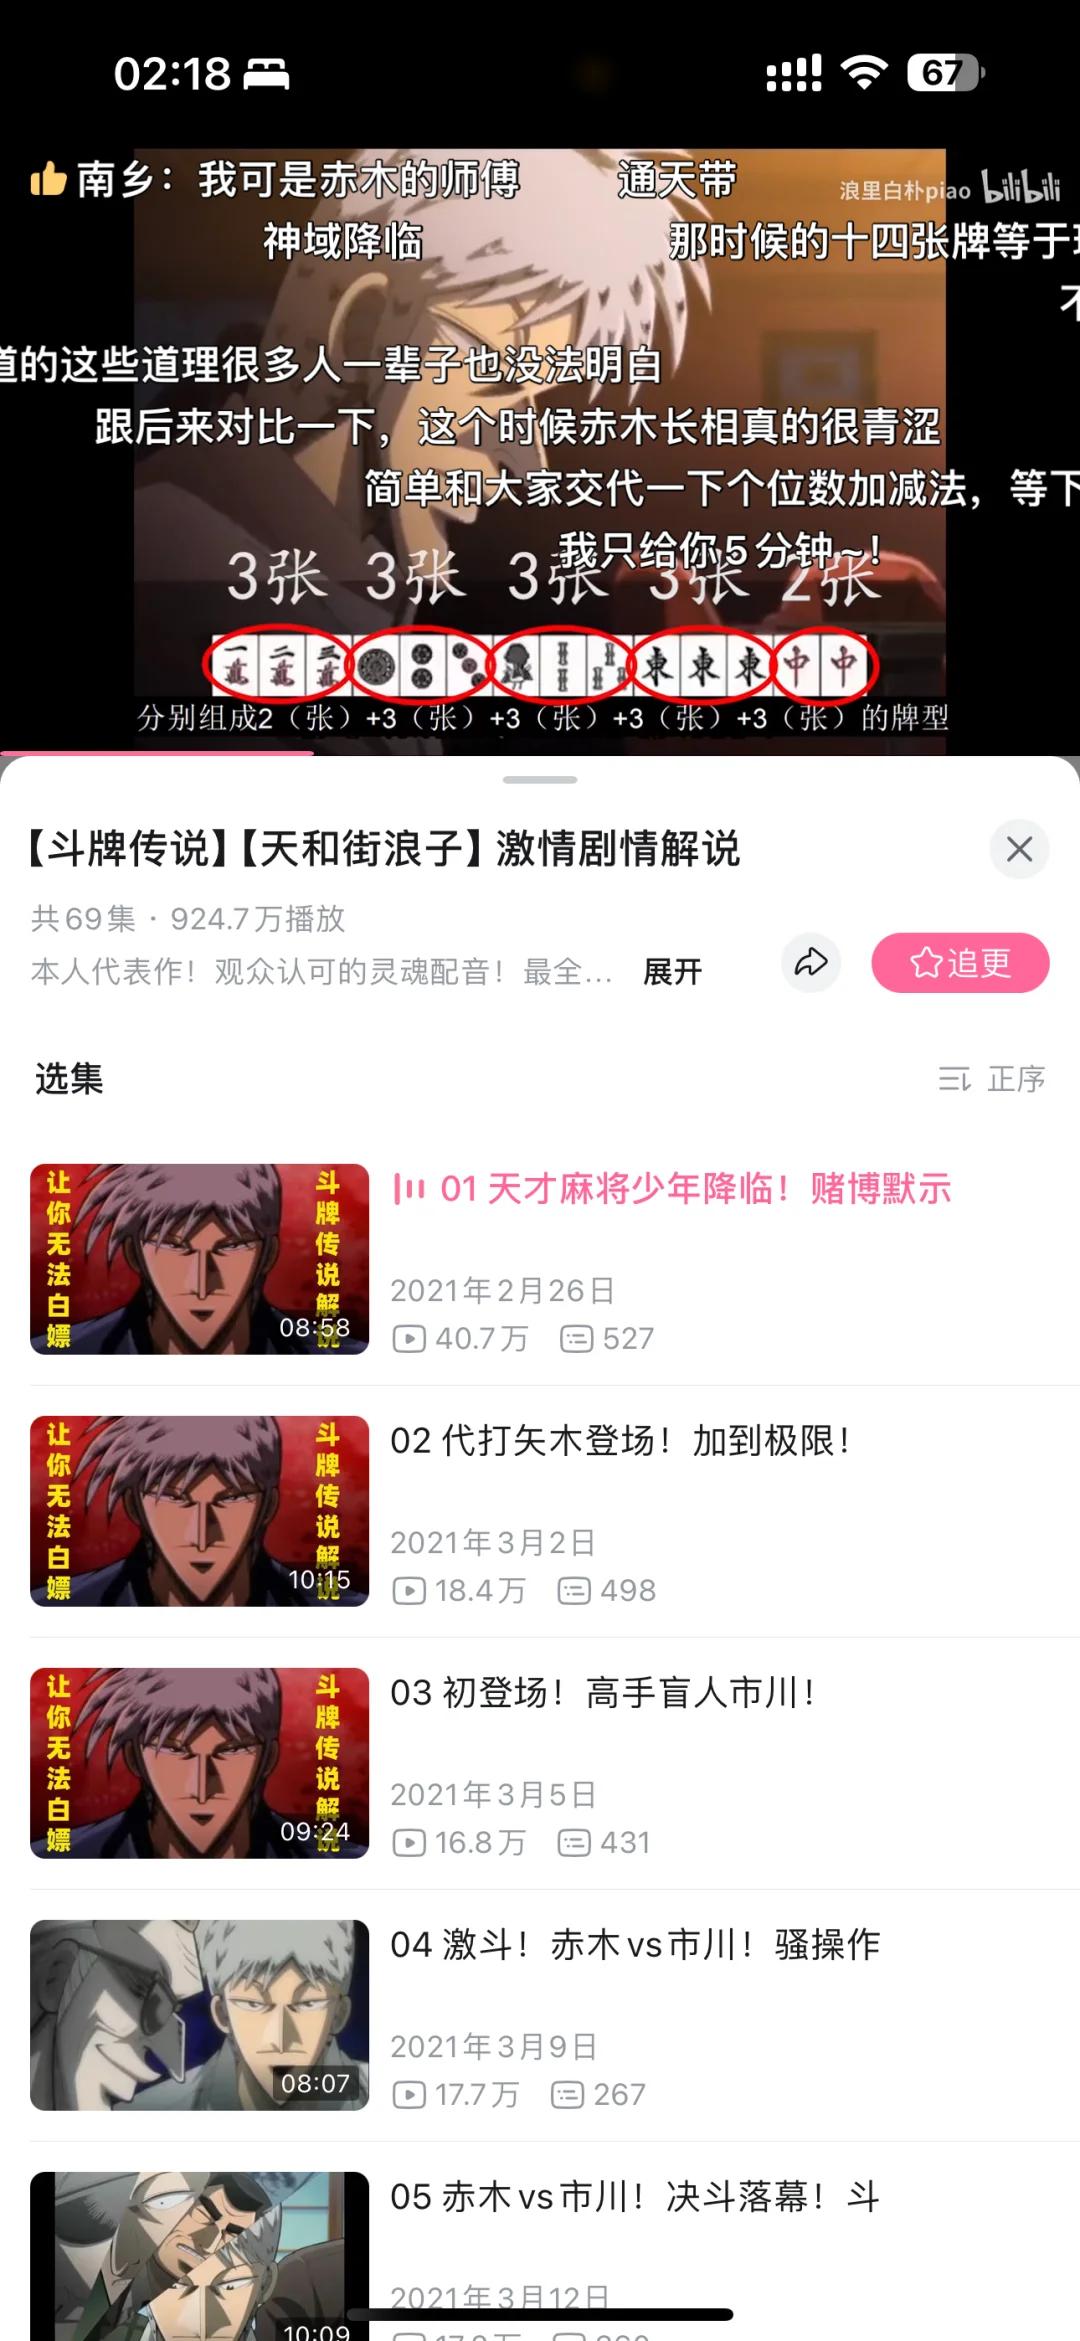 02:18
67
南乡：我可是赤木的师傅
通天带
浪里白朴piao bilibili
神域降临
那时候的十四张牌等于
道的这些道理很多人一辈子也没法明白
跟后来对比一下，这个时候赤木长相真的很青涩
简单和大家交代一下个位数加减法，等下
我只给你5分钟~！
3张 3张 3张 3张 2张
一萬 二萬 三萬 東 東 東 中 中
分别组成2（张）+3（张）+3（张）+3（张）+3（张）的牌型
【斗牌传说】【天和街浪子】激情剧情解说
共69集 · 924.7万播放
本人代表作！观众认可的灵魂配音！最全... 展开
追更
选集
正序
让你无法白嫖
斗牌传说解说
08:58
01 天才麻将少年降临！赌博默示
2021年2月26日
40.7万 527
让你无法白嫖
斗牌传说解说
10:15
02 代打矢木登场！加到极限！
2021年3月2日
18.4万 498
让你无法白嫖
斗牌传说解说
09:24
03 初登场！高手盲人市川！
2021年3月5日
16.8万 431
08:07
04 激斗！赤木vs市川！骚操作
2021年3月9日
17.7万 267
10:09
05 赤木vs市川！决斗落幕！斗
2021年3月12日